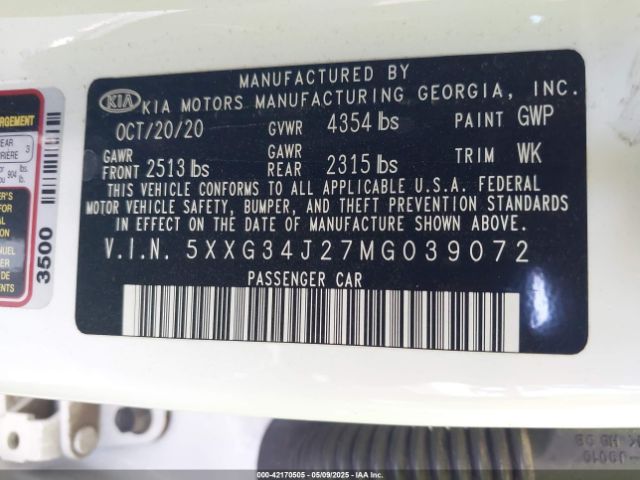 MANUFACTURED BY
KIA KIA MOTORS MANUFACTURING GEORGIA, INC.
OCT/20/20 GVWR 4354 lbs PAINT GWP
GAWR FRONT 2513 lbs GAWR REAR 2315 lbs TRIM WK
THIS VEHICLE CONFORMS TO ALL APPLICABLE U.S.A. FEDERAL
MOTOR VEHICLE SAFETY, BUMPER, AND THEFT PREVENTION STANDARDS
IN EFFECT ON THE DATE OF MANUFACTURE SHOWN ABOVE.
V.I.N. 5XXG34J27MG039072
PASSENGER CAR
3500
000-42170505 - 05/09/2025 - IAA Inc.